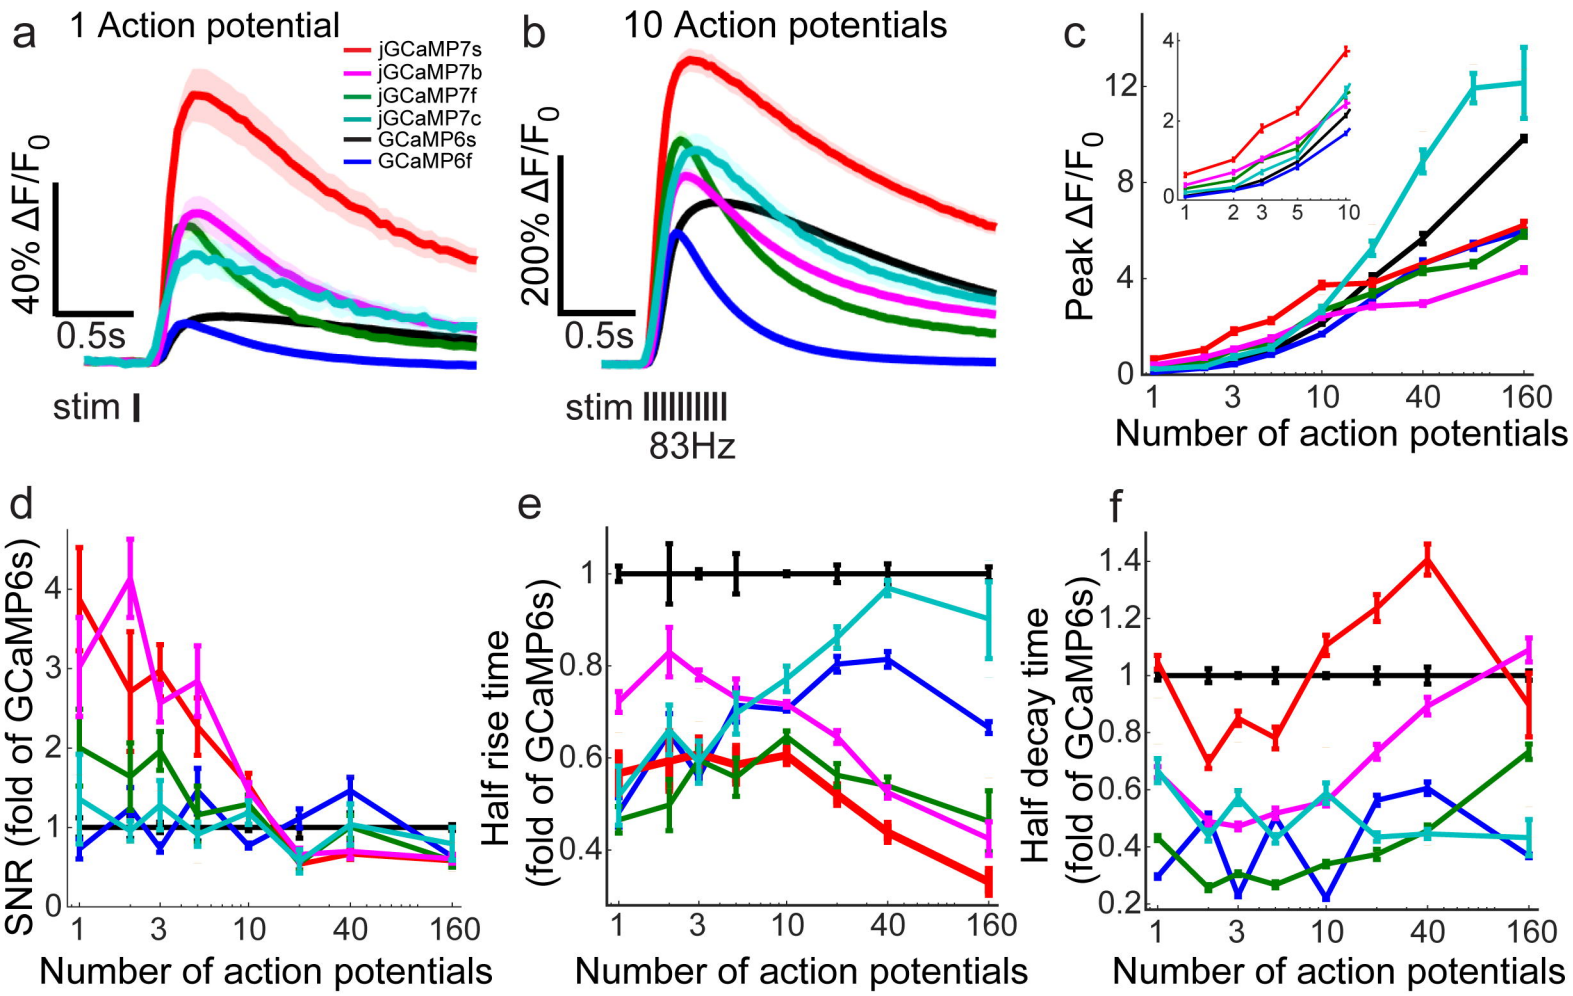 a
1 Action potential
jGCaMP7s
jGCaMP7b
jGCaMP7f
jGCaMP7c
GCaMP6s
GCaMP6f
40% ΔF/F0
0.5s
stim
b
10 Action potentials
200% ΔF/F0
0.5s
stim
83Hz
c
Peak ΔF/F0
12
8
4
0
4
2
0
1 2 3 5 10
1 3 10 40 160
Number of action potentials
d
SNR (fold of GCaMP6s)
4
3
2
1
0
1 3 10 40 160
Number of action potentials
e
Half rise time
(fold of GCaMP6s)
1
0.8
0.6
0.4
1 3 10 40 160
Number of action potentials
f
Half decay time
(fold of GCaMP6s)
1.4
1.2
1
0.8
0.6
0.4
0.2
1 3 10 40 160
Number of action potentials